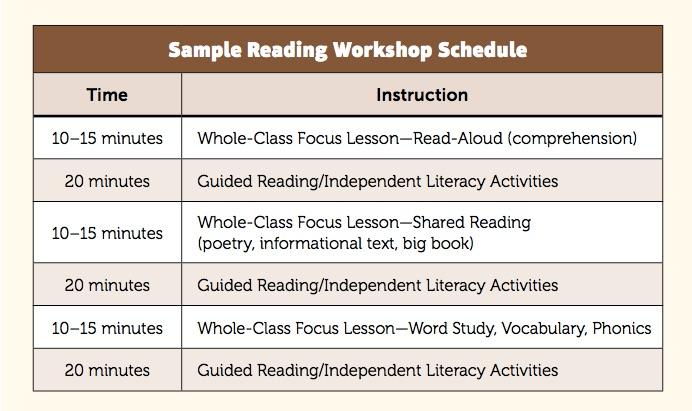 Sample Reading Workshop Schedule
Time Instruction
10–15 minutes Whole-Class Focus Lesson—Read-Aloud (comprehension)
20 minutes Guided Reading/Independent Literacy Activities
10–15 minutes Whole-Class Focus Lesson—Shared Reading
(poetry, informational text, big book)
20 minutes Guided Reading/Independent Literacy Activities
10–15 minutes Whole-Class Focus Lesson—Word Study, Vocabulary, Phonics
20 minutes Guided Reading/Independent Literacy Activities